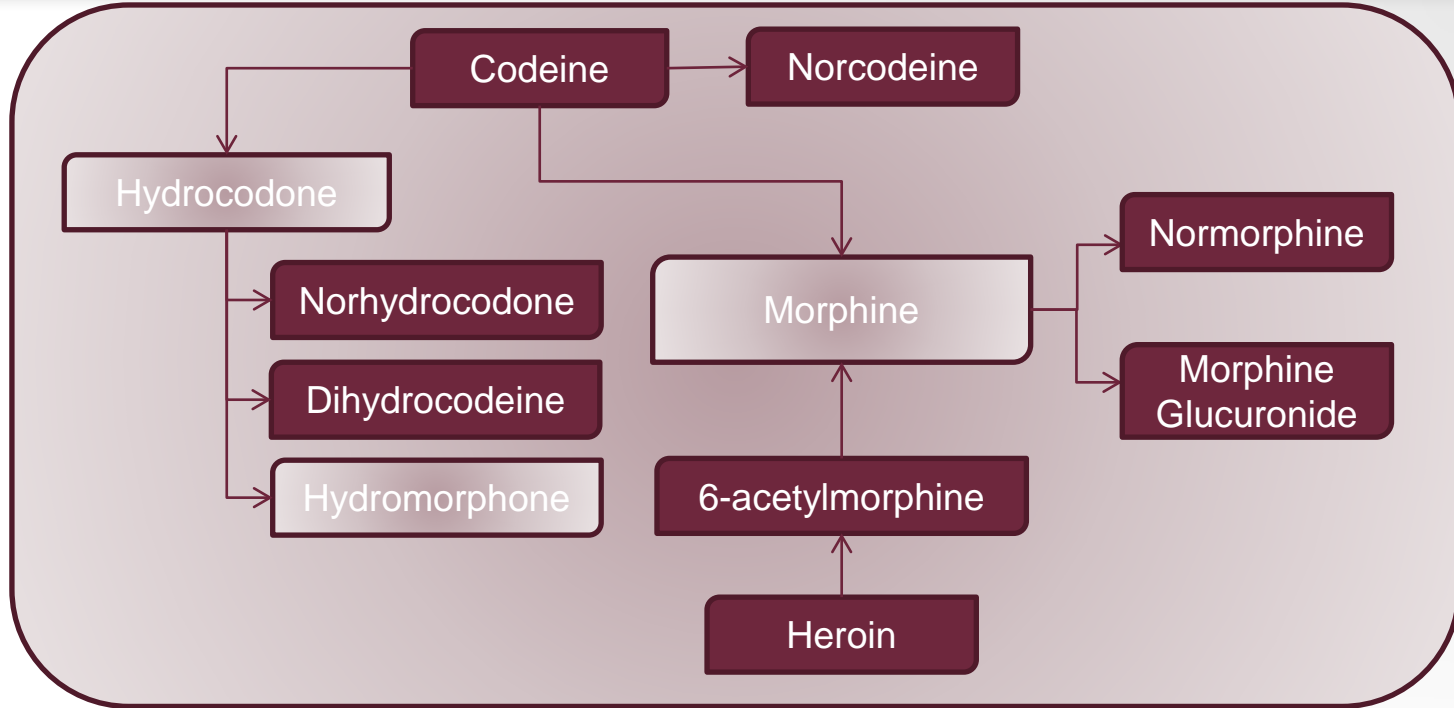 Codeine
Norcodeine
Hydrocodone
Normorphine
Norhydrocodone
Morphine
Dihydrocodeine
Morphine
Glucuronide
Hydromorphone
6-acetylmorphine
Heroin